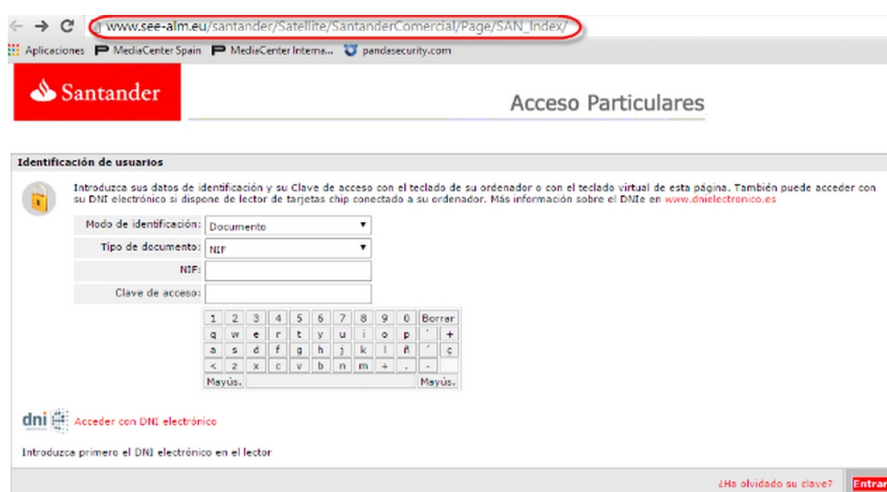 www.see-alm.eu/santander/Satellite/SantanderComercial/Page/SAN_Index/
Aplicaciones MediaCenter Spain MediaCenter Interna... pandasecurity.com
Santander
Acceso Particulares
Identificación de usuarios
Introduzca sus datos de identificación y su Clave de acceso con el teclado de su ordenador o con el teclado virtual de esta página. También puede acceder con
su DNI electrónico si dispone de lector de tarjetas chip conectado a su ordenador. Más información sobre el DNIe en www.dnielectronico.es
Modo de identificación: Documento
Tipo de documento: NIF
NIF:
Clave de acceso:
1 2 3 4 5 6 7 8 9 0 Borrar
q w e r t y u i o p ` +
a s d f g h j k l ñ ´ ç
< z x c v b n m + . -
Mayús. Mayús.
dni Acceder con DNI electrónico
Introduzca primero el DNI electrónico en el lector
¿Ha olvidado su clave? Entrar